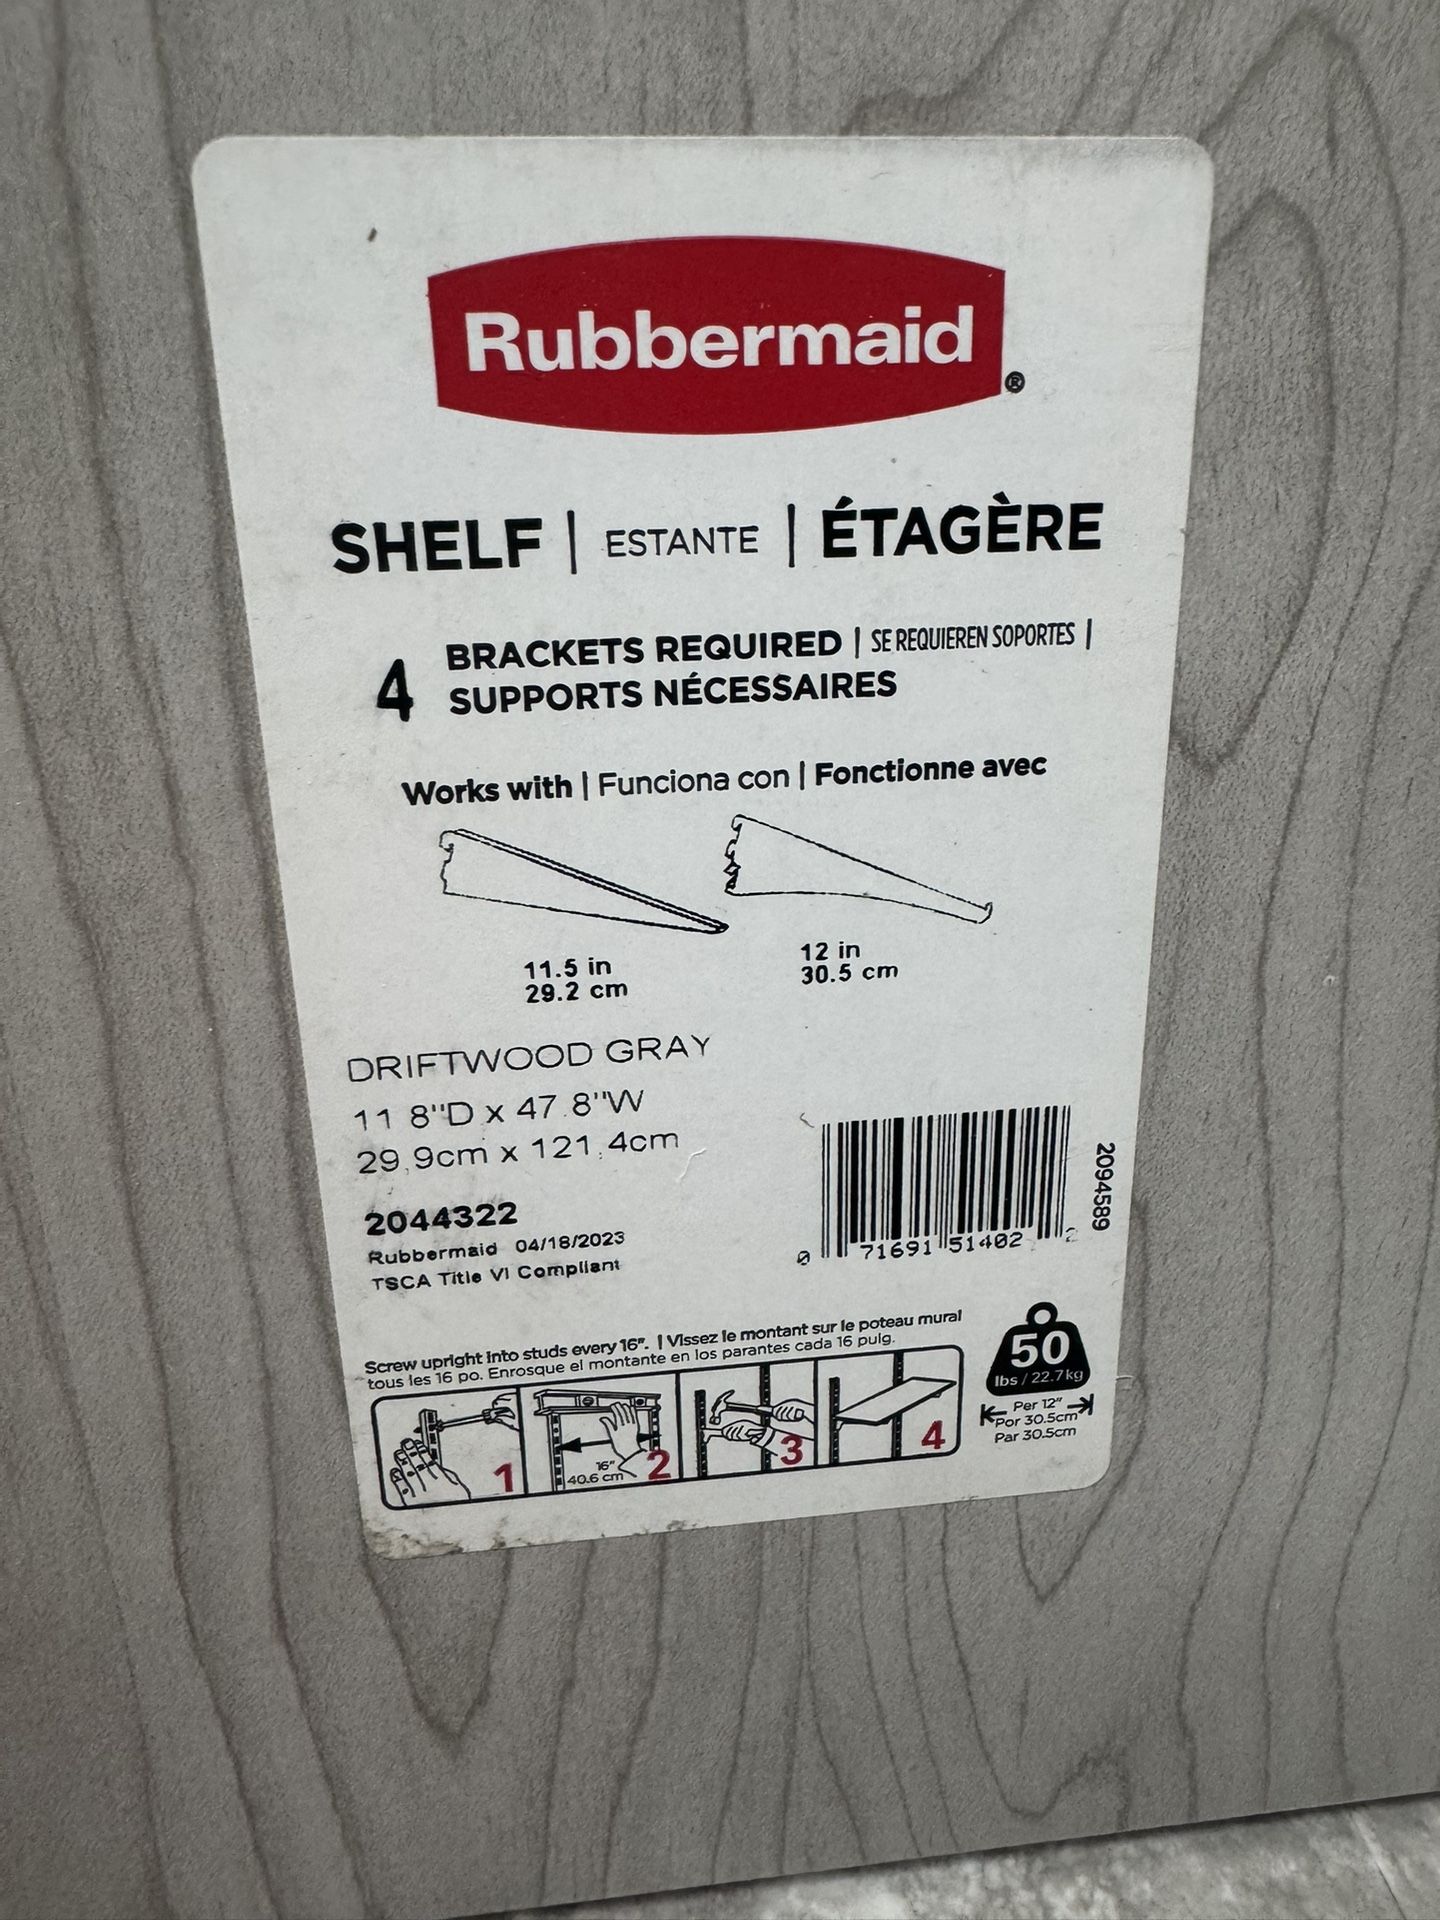 Rubbermaid®
SHELF | ESTANTE | ÉTAGÈRE
4 BRACKETS REQUIRED | SE REQUIEREN SOPORTES |
SUPPORTS NÉCESSAIRES
Works with | Funciona con | Fonctionne avec
11.5 in
29.2 cm
12 in
30.5 cm
DRIFTWOOD GRAY
11 8"D x 47.8"W
29.9cm x 121.4cm
2044322
Rubbermaid 04/18/2023
TSCA Title VI Compliant
0 71691 51402 2
2094589
Screw upright into studs every 16". | Vissez le montant sur le poteau mural
tous les 16 po. Enrosque el montante en los parantes cada 16 pulg.
1
16"
40.6 cm
2
3
4
50
lbs / 22.7kg
Per 12"
Por 30.5cm
Par 30.5cm